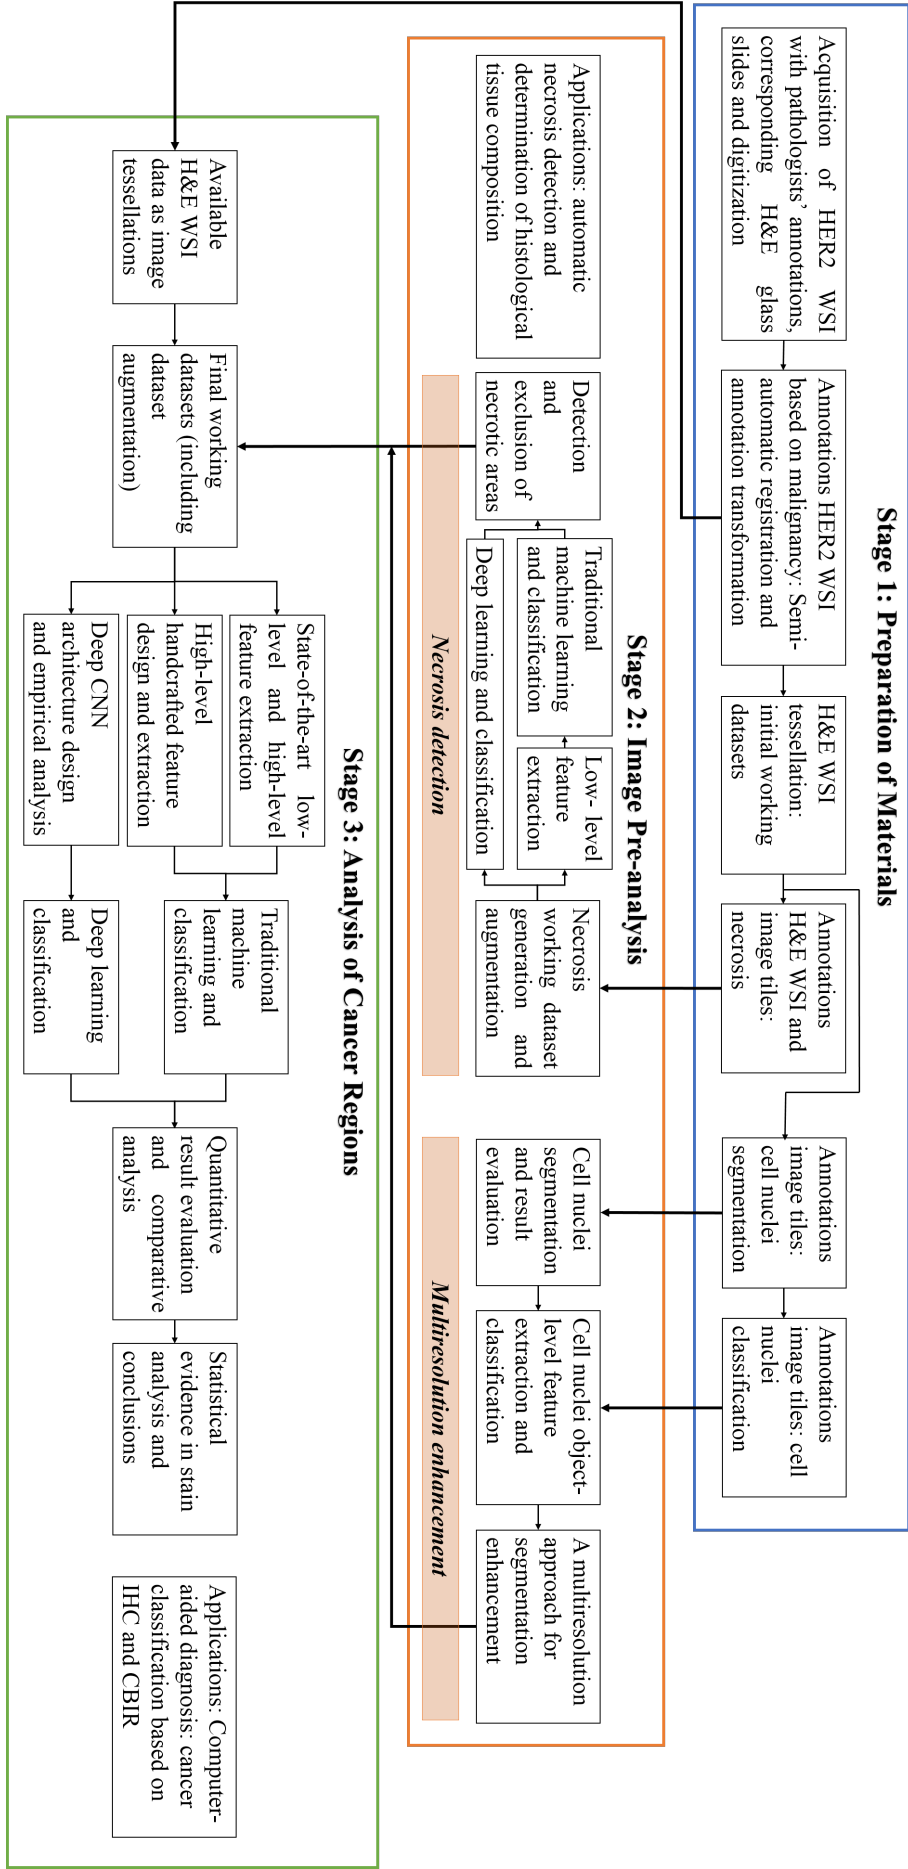 Stage 1: Preparation of Materials
Acquisition of HER2 WSI
with pathologists’ annotations,
corresponding H&E glass
slides and digitization
Annotations HER2 WSI
based on malignancy: Semi-
automatic registration and
annotation transformation
H&E WSI
tessellation:
initial working
datasets
Annotations
H&E WSI and
image tiles:
necrosis
Annotations
image tiles:
cell nuclei
segmentation
Annotations
image tiles: cell
nuclei
classification
Stage 2: Image Pre-analysis
Applications: automatic
necrosis detection and
determination of histological
tissue composition
Detection
and
exclusion of
necrotic areas
Traditional
machine learning
and classification
Low- level
feature
extraction
Deep learning and classification
Necrosis
working dataset
generation and
augmentation
Cell nuclei
segmentation
and result
evaluation
Cell nuclei object-
level feature
extraction and
classification
A multiresolution
approach for
segmentation
enhancement
Necrosis detection
Multiresolution enhancement
Stage 3: Analysis of Cancer Regions
Available
H&E WSI
data as image
tessellations
Final working
datasets (including
dataset
augmentation)
State-of-the-art low-
level and high-level
feature extraction
High-level
handcrafted feature
design and extraction
Deep CNN
architecture design
and empirical analysis
Traditional
machine
learning and
classification
Deep learning
and
classification
Quantitative
result evaluation
and comparative
analysis
Statistical
evidence in stain
analysis and
conclusions
Applications: Computer-
aided diagnosis: cancer
classification based on
IHC and CBIR